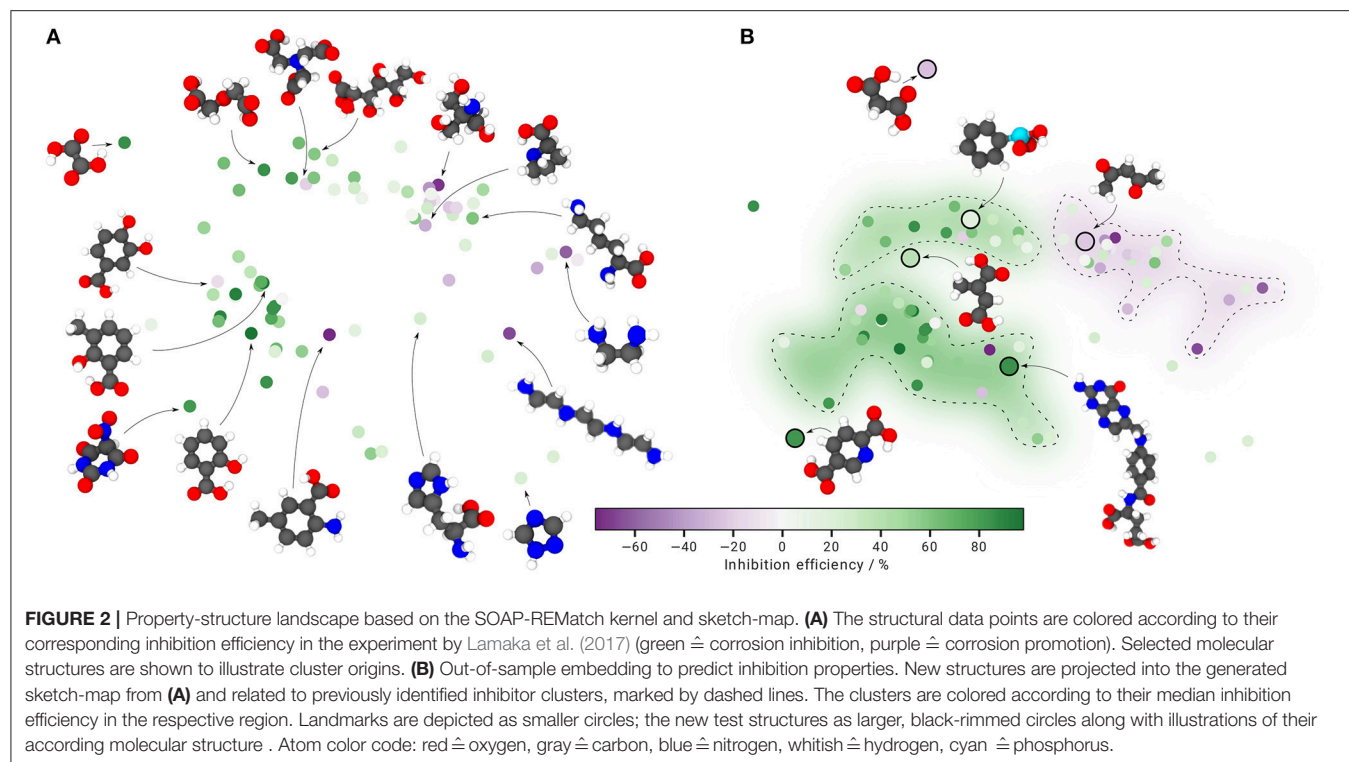 A
B
−60 −40 −20 0 20 40 60 80
Inhibition efficiency / %
FIGURE 2 | Property-structure landscape based on the SOAP-REMatch kernel and sketch-map. (A) The structural data points are colored according to their
corresponding inhibition efficiency in the experiment by Lamaka et al. (2017) (green ≙ corrosion inhibition, purple ≙ corrosion promotion). Selected molecular
structures are shown to illustrate cluster origins. (B) Out-of-sample embedding to predict inhibition properties. New structures are projected into the generated
sketch-map from (A) and related to previously identified inhibitor clusters, marked by dashed lines. The clusters are colored according to their median inhibition
efficiency in the respective region. Landmarks are depicted as smaller circles; the new test structures as larger, black-rimmed circles along with illustrations of their
according molecular structure . Atom color code: red ≙ oxygen, gray ≙ carbon, blue ≙ nitrogen, whitish ≙ hydrogen, cyan ≙ phosphorus.